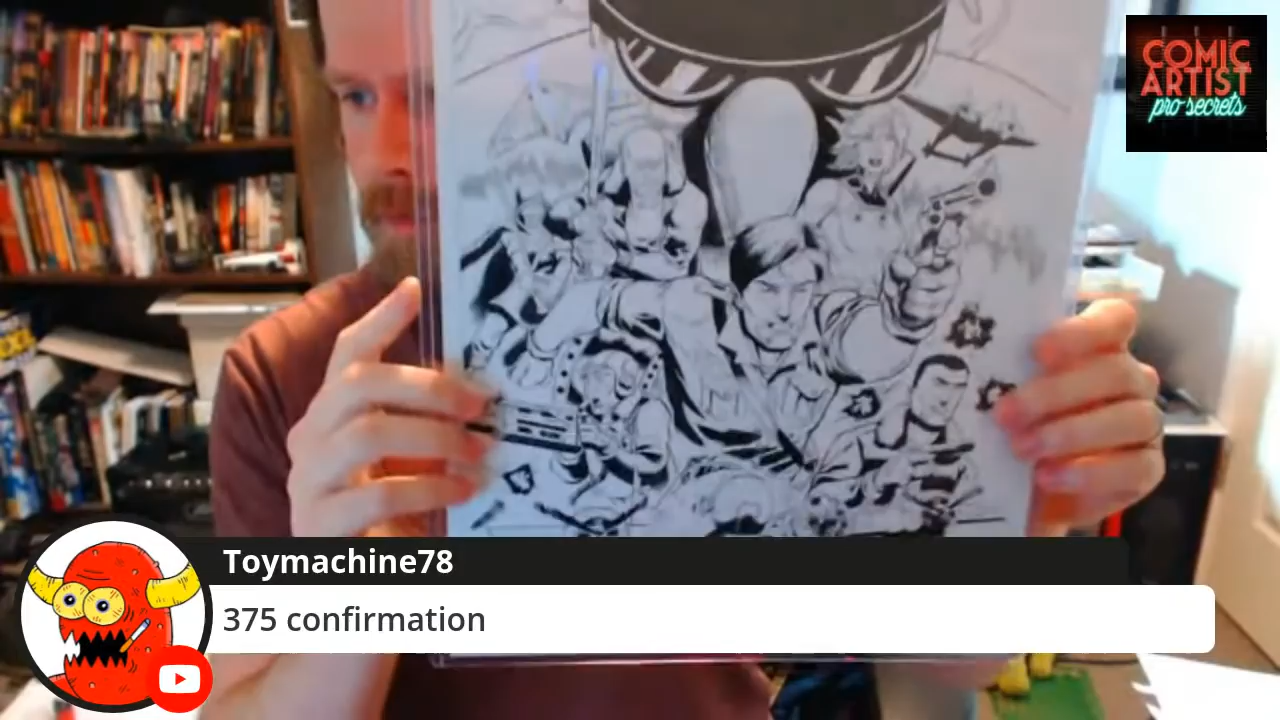 COMIC
ARTIST
pro secrets
Toymachine78
375 confirmation